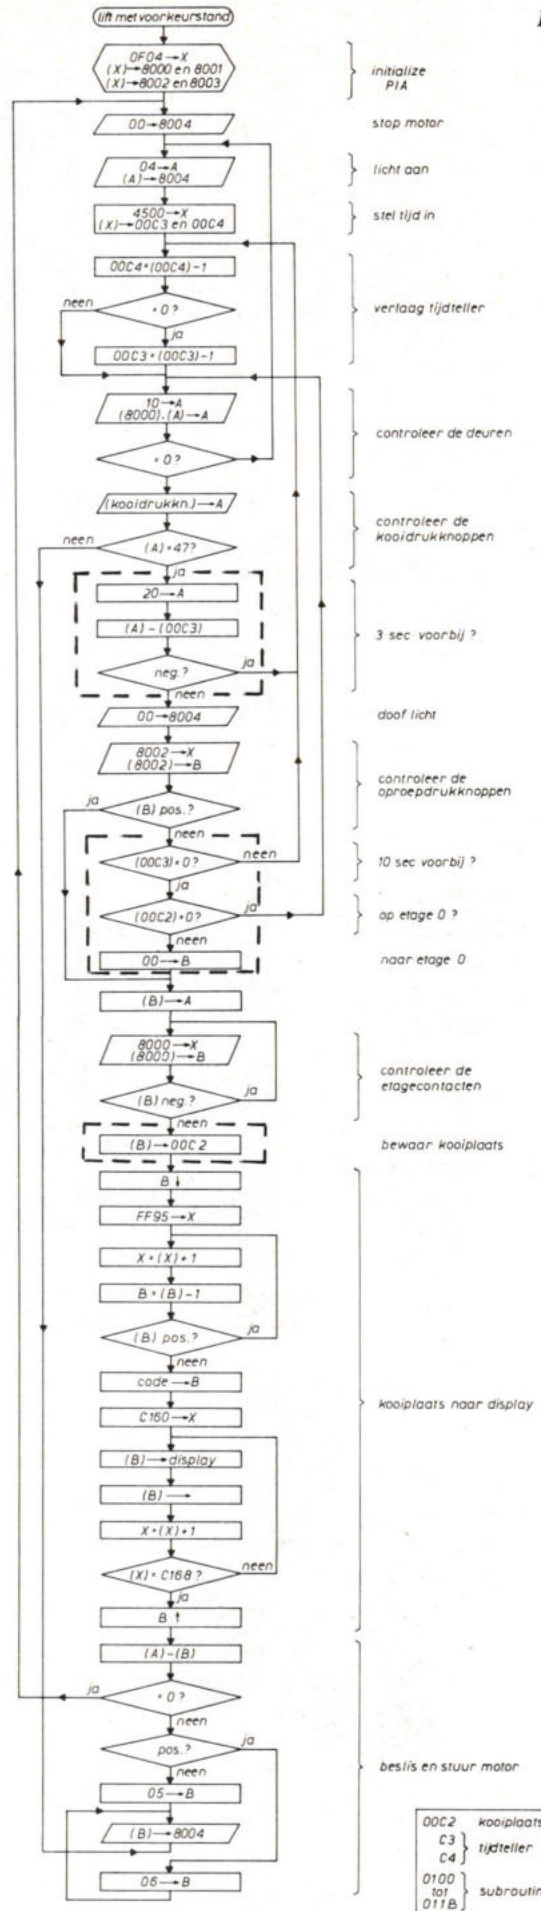 lift met voorkeurstand
0F04→X
(X)→8000 en 8001
(X)→8002 en 8003
initialize
PIA
00→8004
stop motor
04→A
(A)→8004
licht aan
4500→X
(X)→00C3 en 00C4
stel tijd in
00C4=(00C4)-1
neen
=0?
ja
verlaag tijdteller
00C3=(00C3)-1
10→A
(8000).(A)→A
controleer de deuren
=0?
(kooidrukkn.)→A
controleer de
kooidrukknoppen
neen
(A)=47?
ja
20→A
(A)-(00C3)
3 sec voorbij ?
neg.?
ja
neen
00→8004
doof licht
8002→X
(8002)→B
controleer de
oproepdrukknoppen
ja
(B) pos.?
neen
(00C3)=0?
neen
10 sec voorbij ?
ja
(00C2)=0?
ja
op etage 0 ?
neen
00→B
naar etage 0
(B)→A
8000→X
(8000)→B
controleer de
etagecontacten
ja
(B) neg.?
neen
(B)→00C2
bewaar kooiplaats
B ↓
FF95→X
X=(X)+1
B=(B)-1
(B) pos.?
ja
neen
code→B
kooiplaats naar display
C160→X
(B)→display
(B)→
X=(X)+1
(X)=C168?
neen
ja
B ↑
(A)-(B)
ja
=0?
neen
pos.?
ja
beslis en stuur motor
neen
05→B
(B)→8004
06→B
00C2 kooiplaats
C3
C4
tijdteller
0100
tot
011B